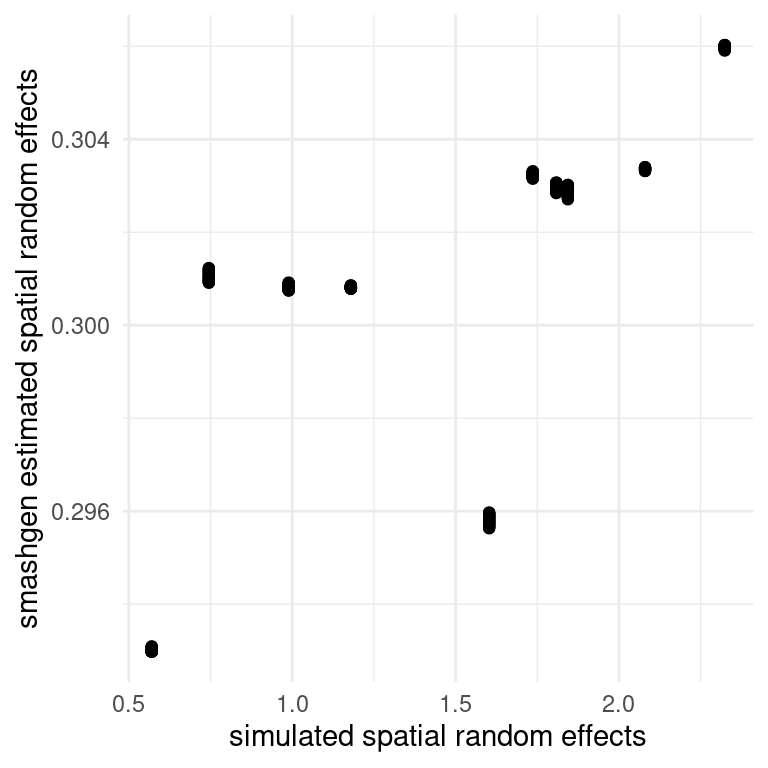 smashgen estimated spatial random effects
0.304
0.300
0.296
0.5 1.0 1.5 2.0
simulated spatial random effects